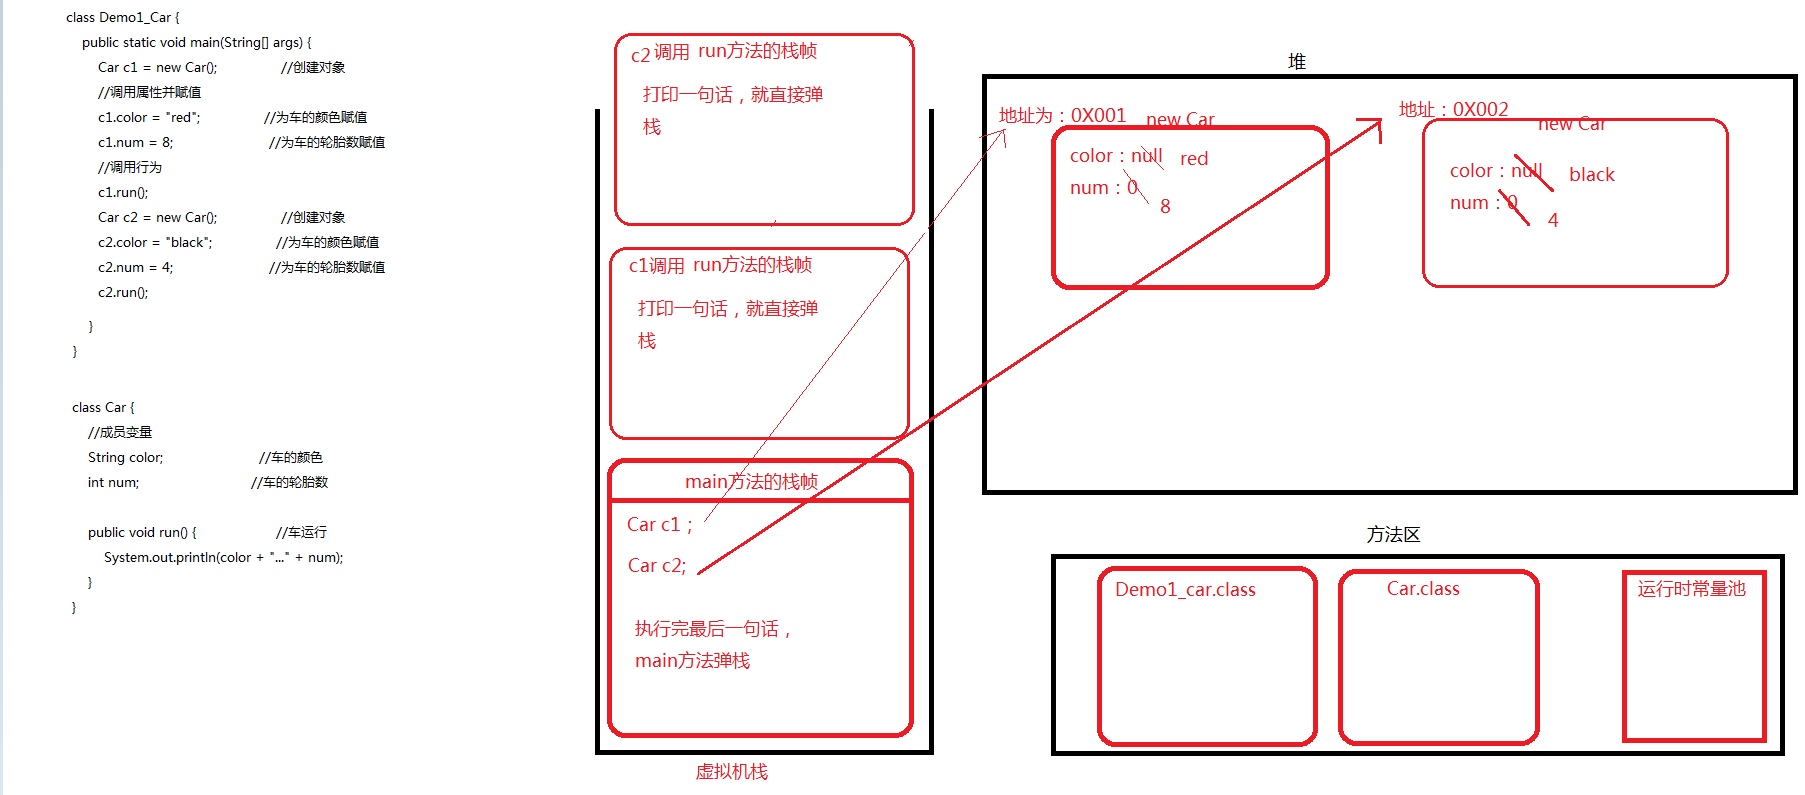 class Demo1_Car {
public static void main(String[] args) {
Car c1 = new Car(); //创建对象
//调用属性并赋值
c1.color = "red"; //为车的颜色赋值
c1.num = 8; //为车的轮胎数赋值
//调用行为
c1.run();
Car c2 = new Car(); //创建对象
c2.color = "black"; //为车的颜色赋值
c2.num = 4; //为车的轮胎数赋值
c2.run();
}
}
class Car {
//成员变量
String color; //车的颜色
int num; //车的轮胎数
public void run() { //车运行
System.out.println(color + "..." + num);
}
}
c2调用 run方法的栈帧
打印一句话，就直接弹
栈
c1调用 run方法的栈帧
打印一句话，就直接弹
栈
main方法的栈帧
Car c1；
Car c2;
执行完最后一句话，
main方法弹栈
虚拟机栈
堆
地址为：0X001 new Car
color：null red
num：0
8
地址：0X002
new Car
color：null black
num：0
4
方法区
Demo1_car.class
Car.class
运行时常量池